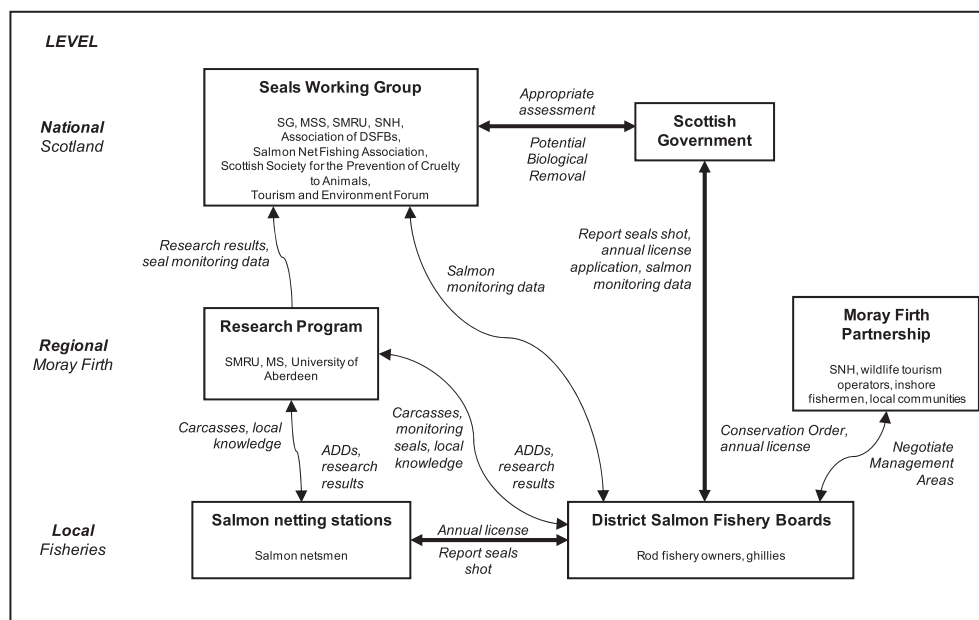 LEVEL
National
Scotland
Seals Working Group
SG, MSS, SMRU, SNH,
Association of DSFBs,
Salmon Net Fishing Association,
Scottish Society for the Prevention of Cruelty
to Animals,
Tourism and Environment Forum
Appropriate
assessment
Potential
Biological
Removal
Scottish
Government
Research results,
seal monitoring data
Salmon
monitoring data
Report seals shot,
annual license
application, salmon
monitoring data
Regional
Moray Firth
Research Program
SMRU, MS, University of
Aberdeen
Moray Firth
Partnership
SNH, wildlife tourism
operators, inshore
fishermen, local communities
Carcasses, local
knowledge
ADDs,
research
results
Carcasses,
monitoring
seals, local
knowledge
ADDs,
research
results
Conservation Order,
annual license
Negotiate
Management
Areas
Local
Fisheries
Salmon netting stations
Salmon netsmen
Annual license
Report seals
shot
District Salmon Fishery Boards
Rod fishery owners, ghillies